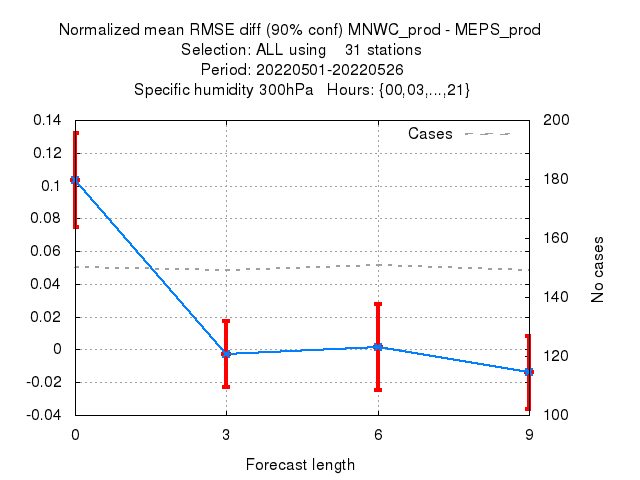 Normalized mean RMSE diff (90% conf) MNWC_prod - MEPS_prod
Selection: ALL using    31 stations
Period: 20220501-20220526
Specific humidity 300hPa   Hours: {00,03,...,21}
0.14
0.12
0.1
0.08
0.06
0.04
0.02
0
-0.02
-0.04
Cases
200
180
160
140
120
100
No cases
0 3 6 9
Forecast length